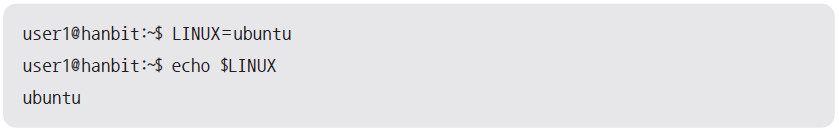 user1@hanbit:~$ LINUX=ubuntu
user1@hanbit:~$ echo $LINUX
ubuntu